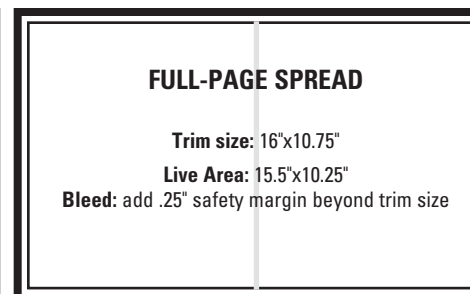 FULL-PAGE SPREAD
Trim size: 16"x10.75"
Live Area: 15.5"x10.25"
Bleed: add .25" safety margin beyond trim size